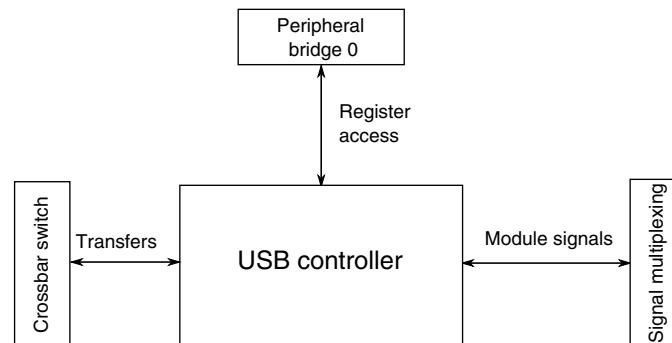 Peripheral
bridge 0
Register
access
Crossbar switch
Transfers
USB controller
Module signals
Signal multiplexing